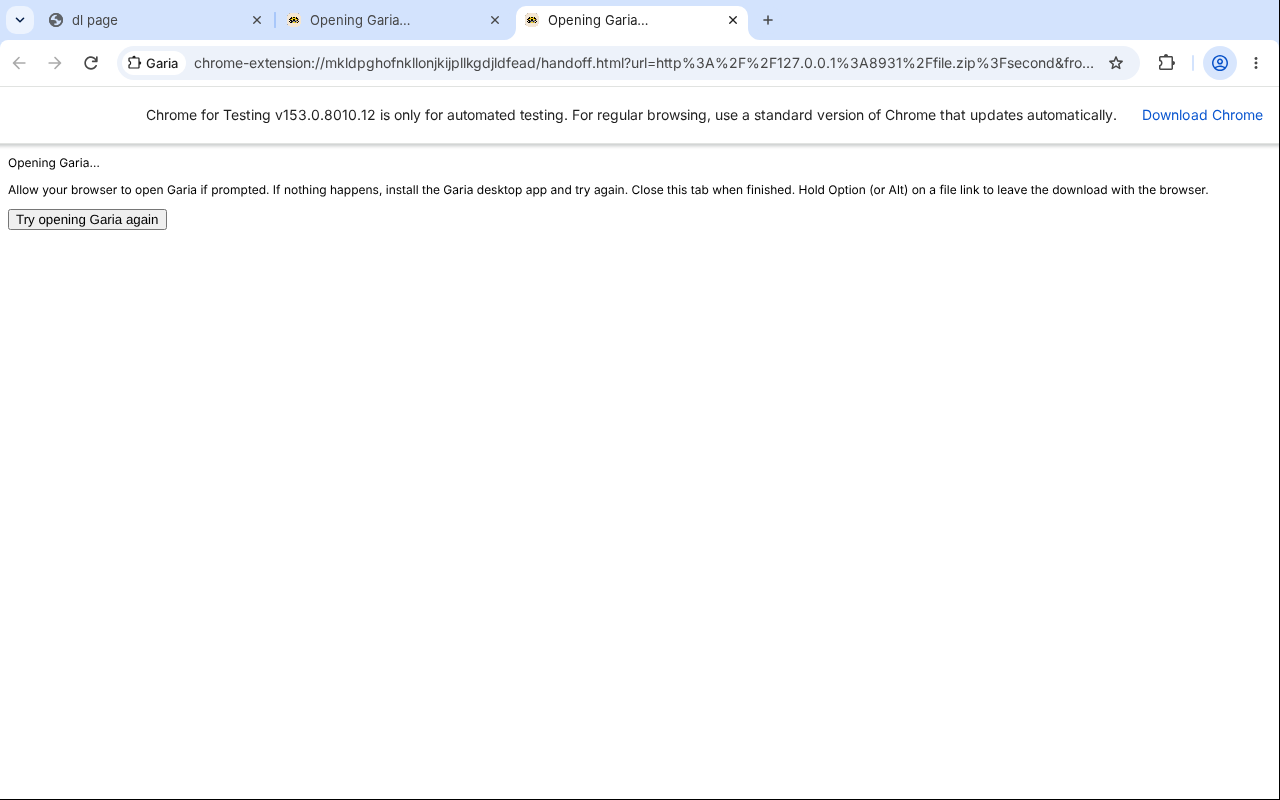 dl page
Opening Garia...
Opening Garia...
Garia
chrome-extension://mkldpghofnkllonjkijpllkgdjldfead/handoff.html?url=http%3A%2F%2F127.0.0.1%3A8931%2Ffile.zip%3Fsecond&fro...
Chrome for Testing v153.0.8010.12 is only for automated testing. For regular browsing, use a standard version of Chrome that updates automatically.
Download Chrome
Opening Garia...
Allow your browser to open Garia if prompted. If nothing happens, install the Garia desktop app and try again. Close this tab when finished. Hold Option (or Alt) on a file link to leave the download with the browser.
Try opening Garia again